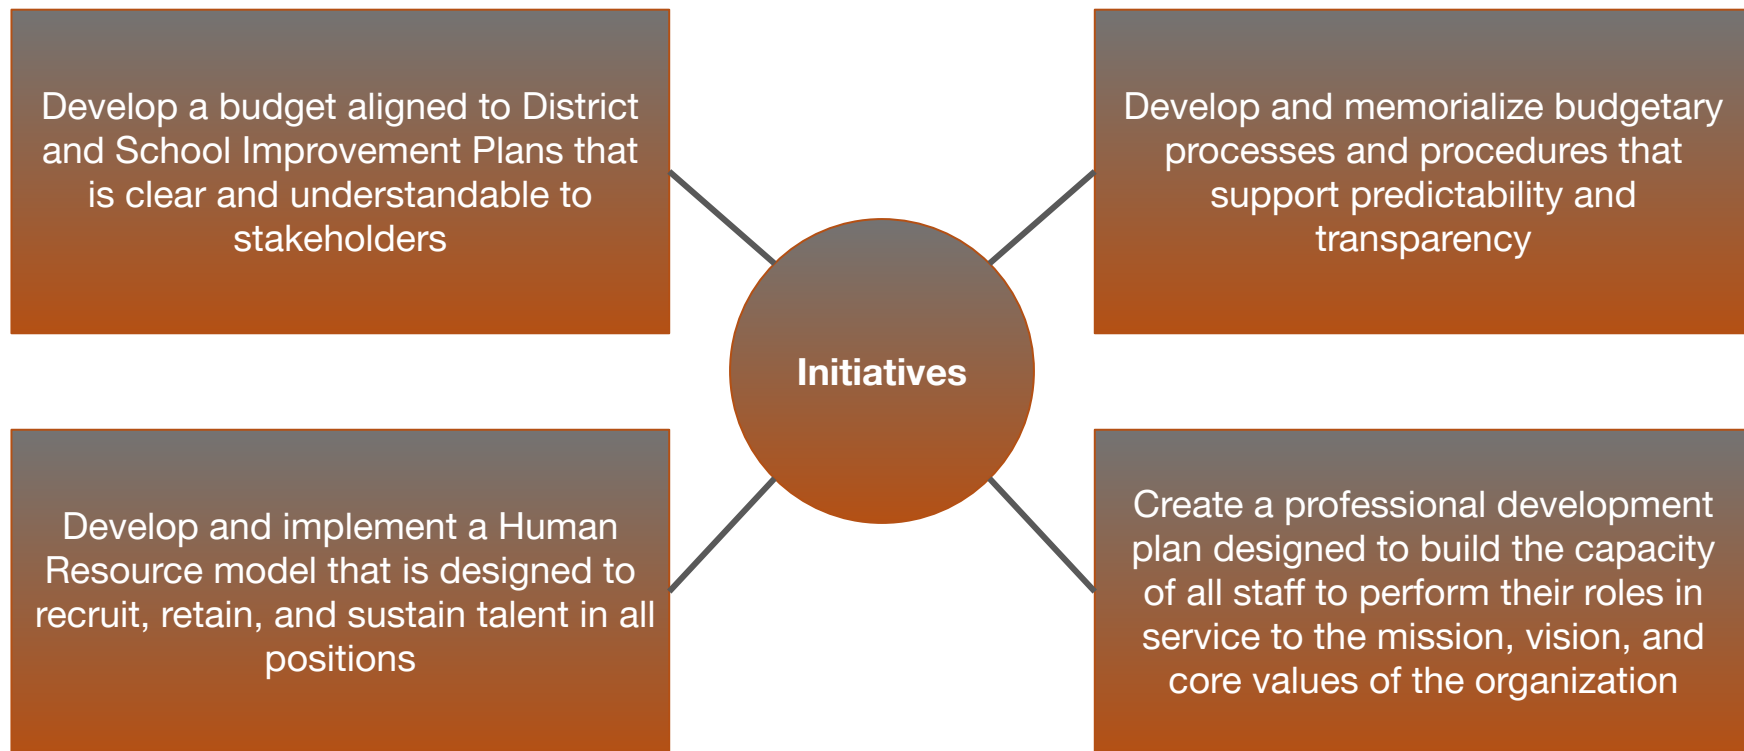 Develop a budget aligned to District
and School Improvement Plans that
is clear and understandable to
stakeholders
Develop and memorialize budgetary
processes and procedures that
support predictability and
transparency
Initiatives
Develop and implement a Human
Resource model that is designed to
recruit, retain, and sustain talent in all
positions
Create a professional development
plan designed to build the capacity
of all staff to perform their roles in
service to the mission, vision, and
core values of the organization